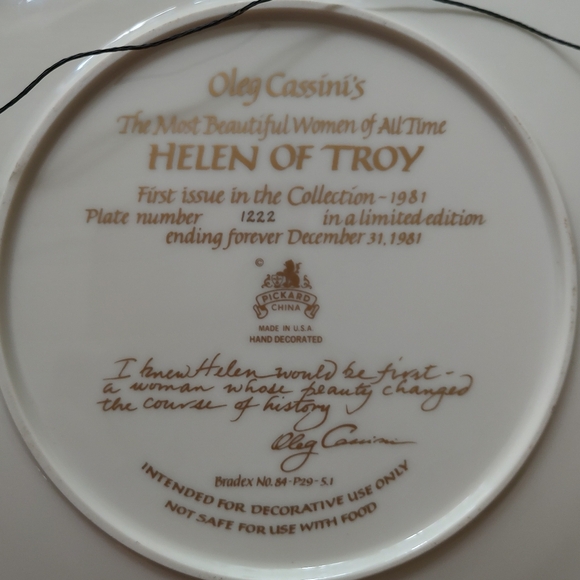 Oleg Cassini's
The Most Beautiful Women of All Time
HELEN OF TROY
First issue in the Collection - 1981
Plate number 1222 in a limited edition
ending forever December 31, 1981
©
PICKARD
CHINA
MADE IN U.S.A.
HAND DECORATED
I knew Helen would be first -
a woman whose beauty changed
the course of history
Oleg Cassini
Bradex No. 84-P29-5.1
INTENDED FOR DECORATIVE USE ONLY
NOT SAFE FOR USE WITH FOOD